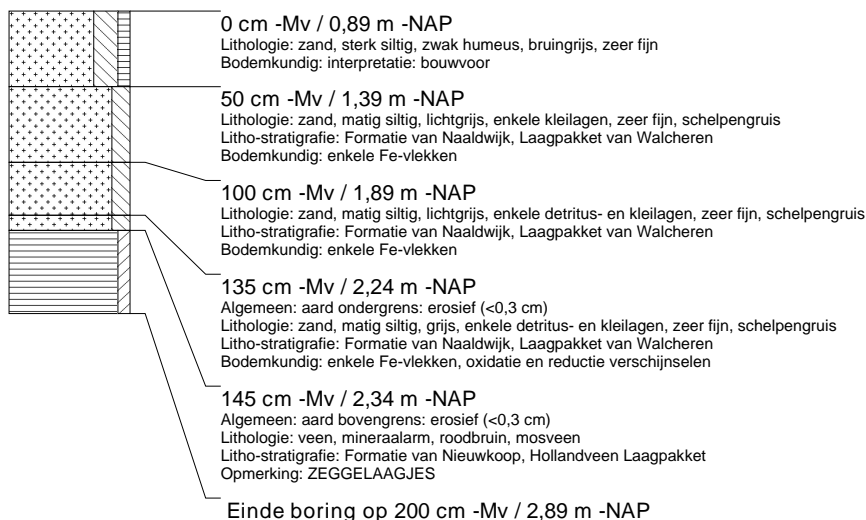 0 cm -Mv / 0,89 m -NAP
Lithologie: zand, sterk siltig, zwak humeus, bruingrijs, zeer fijn
Bodemkundig: interpretatie: bouwvoor
50 cm -Mv / 1,39 m -NAP
Lithologie: zand, matig siltig, lichtgrijs, enkele kleilagen, zeer fijn, schelpengruis
Litho-stratigrafie: Formatie van Naaldwijk, Laagpakket van Walcheren
Bodemkundig: enkele Fe-vlekken
100 cm -Mv / 1,89 m -NAP
Lithologie: zand, matig siltig, lichtgrijs, enkele detritus- en kleilagen, zeer fijn, schelpengruis
Litho-stratigrafie: Formatie van Naaldwijk, Laagpakket van Walcheren
Bodemkundig: enkele Fe-vlekken
135 cm -Mv / 2,24 m -NAP
Algemeen: aard ondergrens: erosief (<0,3 cm)
Lithologie: zand, matig siltig, grijs, enkele detritus- en kleilagen, zeer fijn, schelpengruis
Litho-stratigrafie: Formatie van Naaldwijk, Laagpakket van Walcheren
Bodemkundig: enkele Fe-vlekken, oxidatie en reductie verschijnselen
145 cm -Mv / 2,34 m -NAP
Algemeen: aard bovengrens: erosief (<0,3 cm)
Lithologie: veen, mineraalarm, roodbruin, mosveen
Litho-stratigrafie: Formatie van Nieuwkoop, Hollandveen Laagpakket
Opmerking: ZEGGELAAGJES
Einde boring op 200 cm -Mv / 2,89 m -NAP